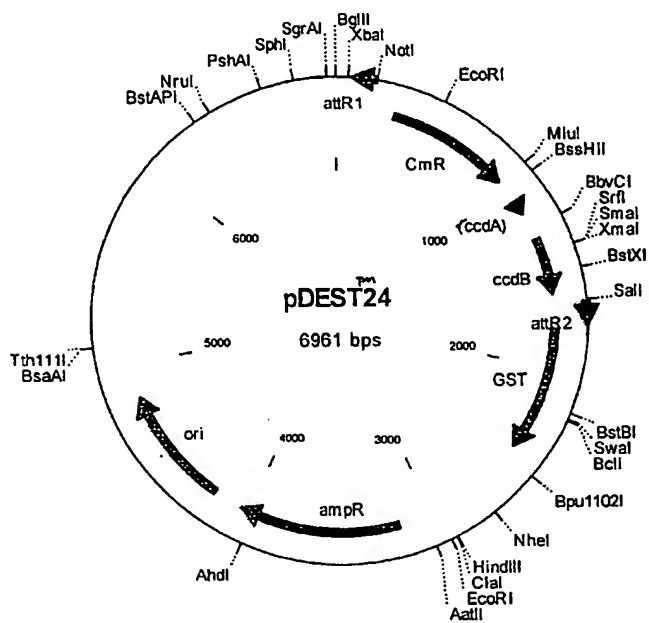 BglII
SgrAI
XbaI
SphI
NotI
PshAI
EcoRI
NruI
BstAPI
attR1
MluI
BssHII
CmR
BbvCI
SrfI
SmaI
XmaI
(ccdA)
1000
6000
BstXI
ccdB
pDEST™24
SalI
attR2
6961 bps
5000
2000
Tth111I
BsaAI
GST
BstBI
SwaI
BclI
ori
4000
3000
Bpu1102I
ampR
NheI
HindIII
ClaI
EcoRI
AatII
AhdI